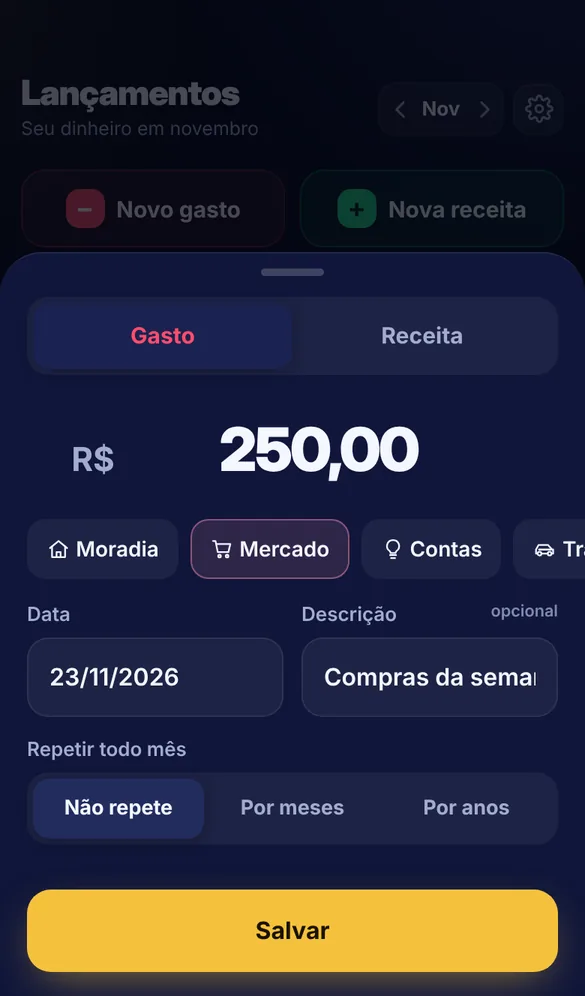 Lançamentos
Seu dinheiro em novembro
Nov
Novo gasto
Nova receita
Gasto
Receita
R$ 250,00
Moradia
Mercado
Contas
Tra
Data
Descrição
opcional
23/11/2026
Compras da sema
Repetir todo mês
Não repete
Por meses
Por anos
Salvar